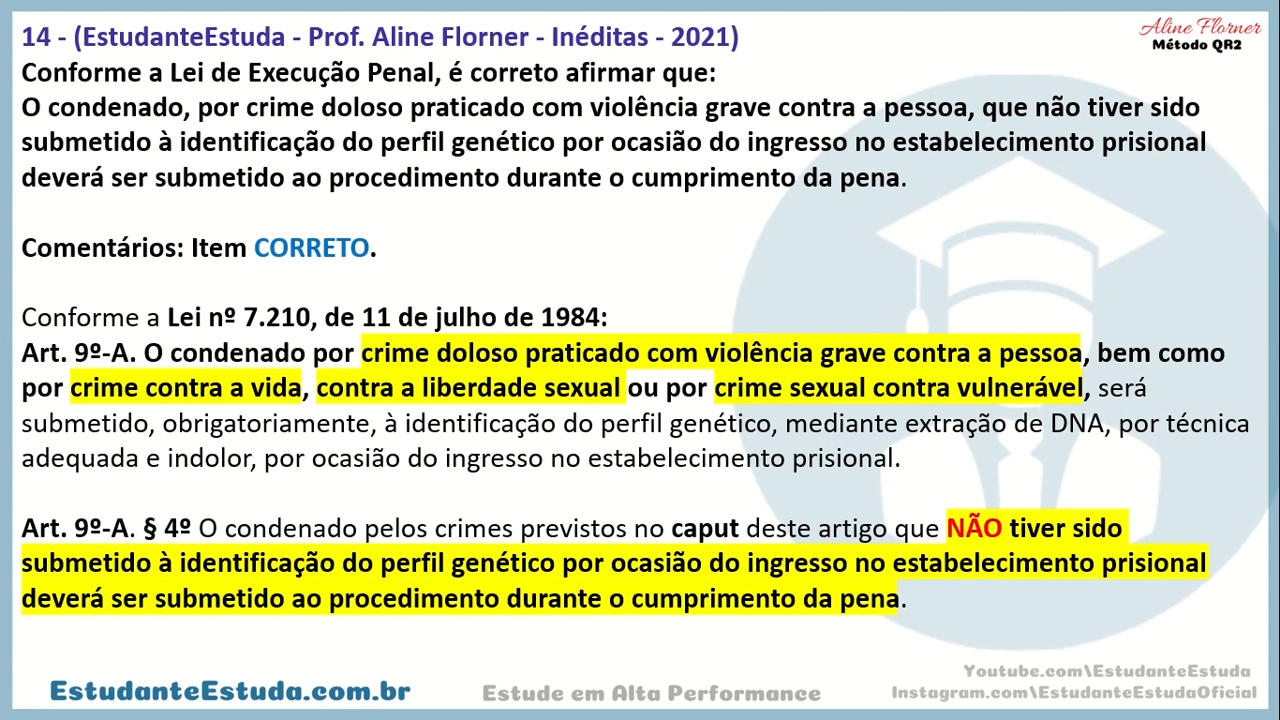 14 - (EstudanteEstuda - Prof. Aline Florner - Inéditas - 2021)
Aline Florner
Método QR2
Conforme a Lei de Execução Penal, é correto afirmar que:
O condenado, por crime doloso praticado com violência grave contra a pessoa, que não tiver sido
submetido à identificação do perfil genético por ocasião do ingresso no estabelecimento prisional
deverá ser submetido ao procedimento durante o cumprimento da pena.
Comentários: Item CORRETO.
Conforme a Lei nº 7.210, de 11 de julho de 1984:
Art. 9º-A. O condenado por crime doloso praticado com violência grave contra a pessoa, bem como
por crime contra a vida, contra a liberdade sexual ou por crime sexual contra vulnerável, será
submetido, obrigatoriamente, à identificação do perfil genético, mediante extração de DNA, por técnica
adequada e indolor, por ocasião do ingresso no estabelecimento prisional.
Art. 9º-A. § 4º O condenado pelos crimes previstos no caput deste artigo que NÃO tiver sido
submetido à identificação do perfil genético por ocasião do ingresso no estabelecimento prisional
deverá ser submetido ao procedimento durante o cumprimento da pena.
EstudanteEstuda.com.br
Estude em Alta Performance
Youtube.com\EstudanteEstuda
Instagram.com\EstudanteEstudaOficial